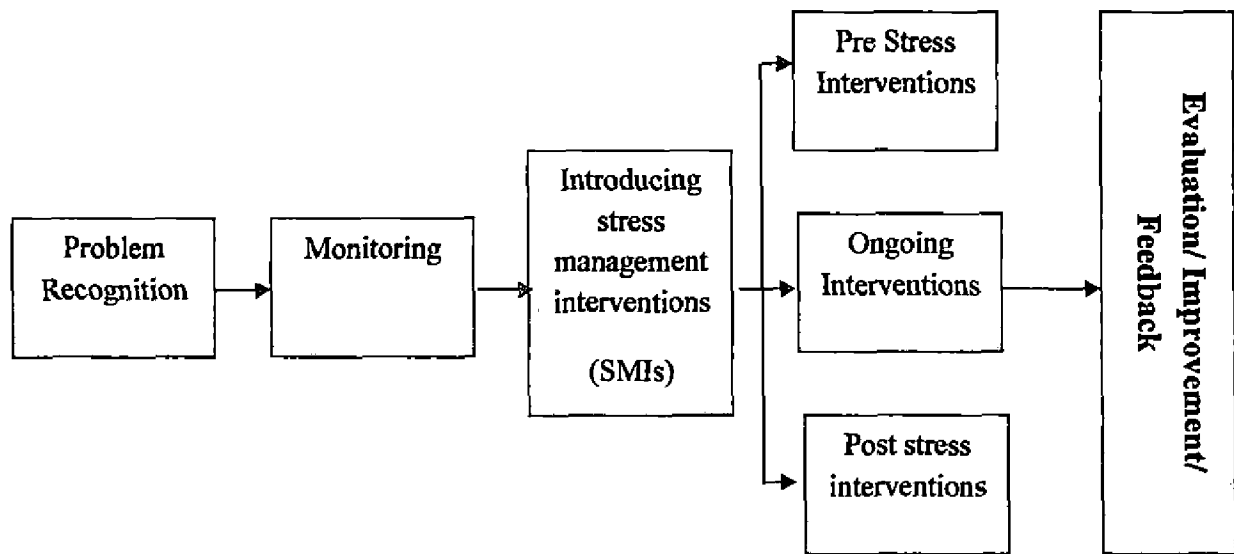 Problem
Recognition
Monitoring
Introducing
stress
management
interventions
(SMIs)
Pre Stress
Interventions
Ongoing
Interventions
Post stress
interventions
Evaluation/ Improvement/
Feedback